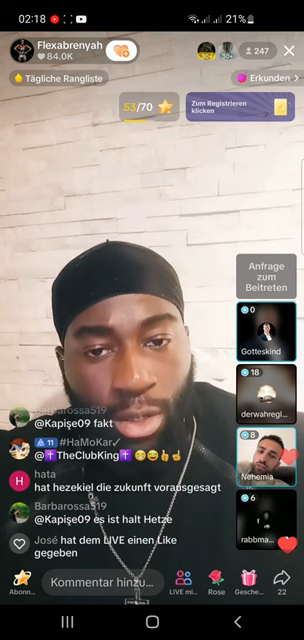 02:18
21%
Flexabrenyah
84.0K
247
Tägliche Rangliste
Erkunden >
53/70
Zum Registrieren
klicken
Anfrage
zum
Beitreten
0
Gotteskind
18
derwahregl...
8
Nehemia
6
rabbma...
Barbarossa519
@Kapişe09 fakt
11 #HaMoKar✓
@✝️TheClubKing✝️ 🤭😂👍👍
H hata
hat hezekiel die zukunft vorausgesagt
Barbarossa519
@Kapişe09 es ist halt Hetze
José hat dem LIVE einen Like
gegeben
Kommentar hinzu...
Abonn...
LIVE mi...
Rose
Gesche...
22